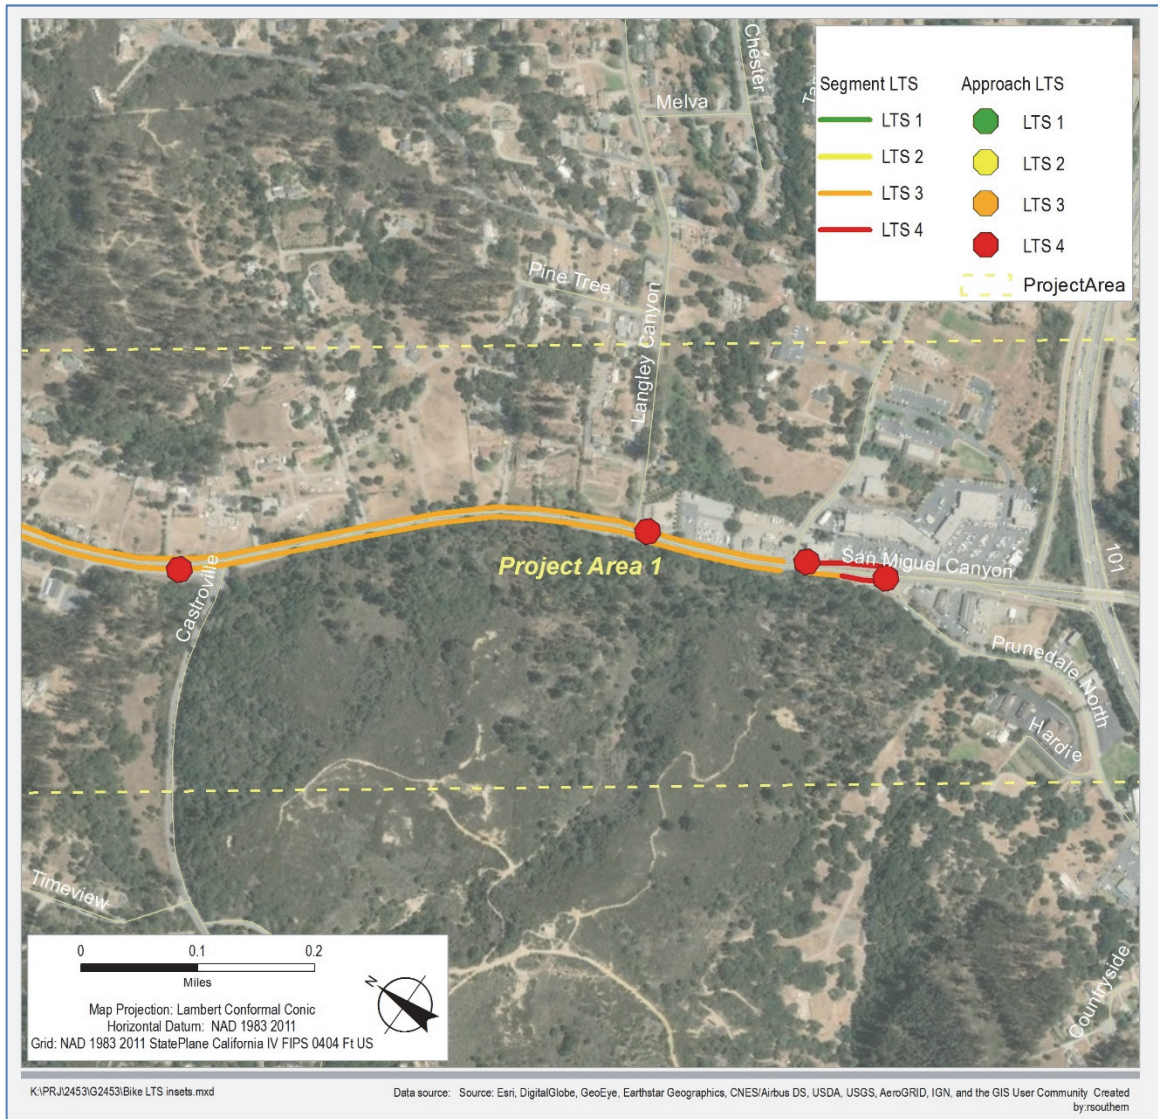 Chester
Melva
Segment LTS
Approach LTS
LTS 1
LTS 1
LTS 2
LTS 2
LTS 3
LTS 3
LTS 4
LTS 4
ProjectArea
Pine Tree
Langley Canyon
Project Area 1
San Miguel Canyon
101
Castroville
Prunedale North
Hardie
Timeview
Countryside
0 0.1 0.2
Miles
N
Map Projection: Lambert Conformal Conic
Horizontal Datum: NAD 1983 2011
Grid: NAD 1983 2011 StatePlane California IV FIPS 0404 Ft US
K:\PRJ\2453\G2453\Bike LTS insets.mxd
Data source: Source: Esri, DigitalGlobe, GeoEye, Earthstar Geographics, CNES/Airbus DS, USDA, USGS, AeroGRID, IGN, and the GIS User Community Created
by:rsouthern